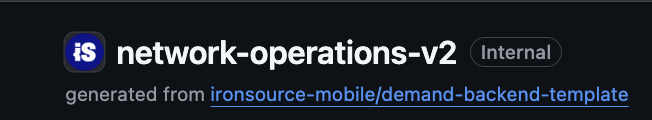 iS network-operations-v2 Internal
generated from ironsource-mobile/demand-backend-template